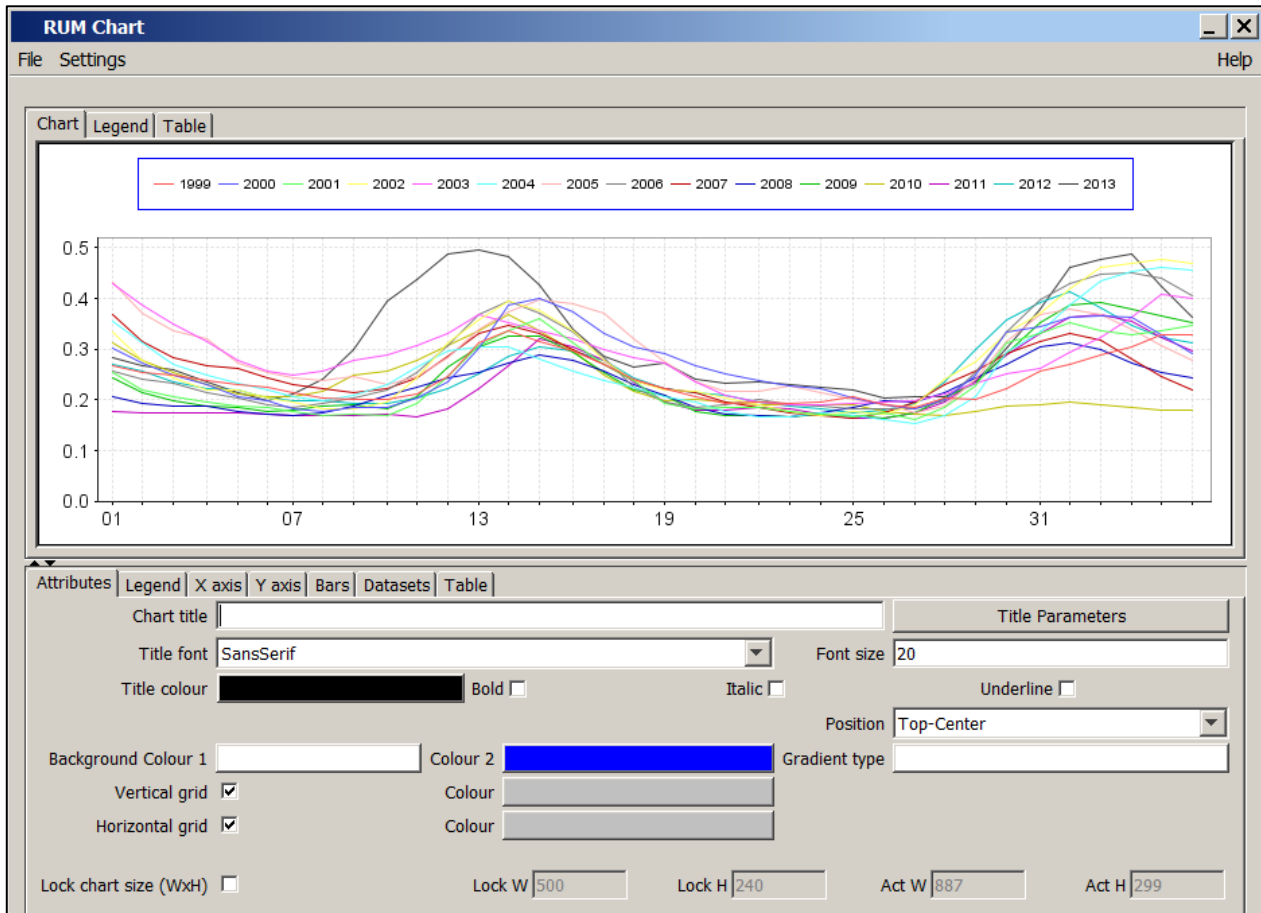 RUM Chart
File Settings Help
Chart Legend Table
1999 2000 2001 2002 2003 2004 2005 2006 2007 2008 2009 2010 2011 2012 2013
0.5
0.4
0.3
0.2
0.1
0.0
01 07 13 19 25 31
Attributes Legend X axis Y axis Bars Datasets Table
Chart title Title Parameters
Title font SansSerif Font size 20
Title colour Bold Italic Underline
Position Top-Center
Background Colour 1 Colour 2 Gradient type
Vertical grid Colour
Horizontal grid Colour
Lock chart size (WxH) Lock W 500 Lock H 240 Act W 887 Act H 299